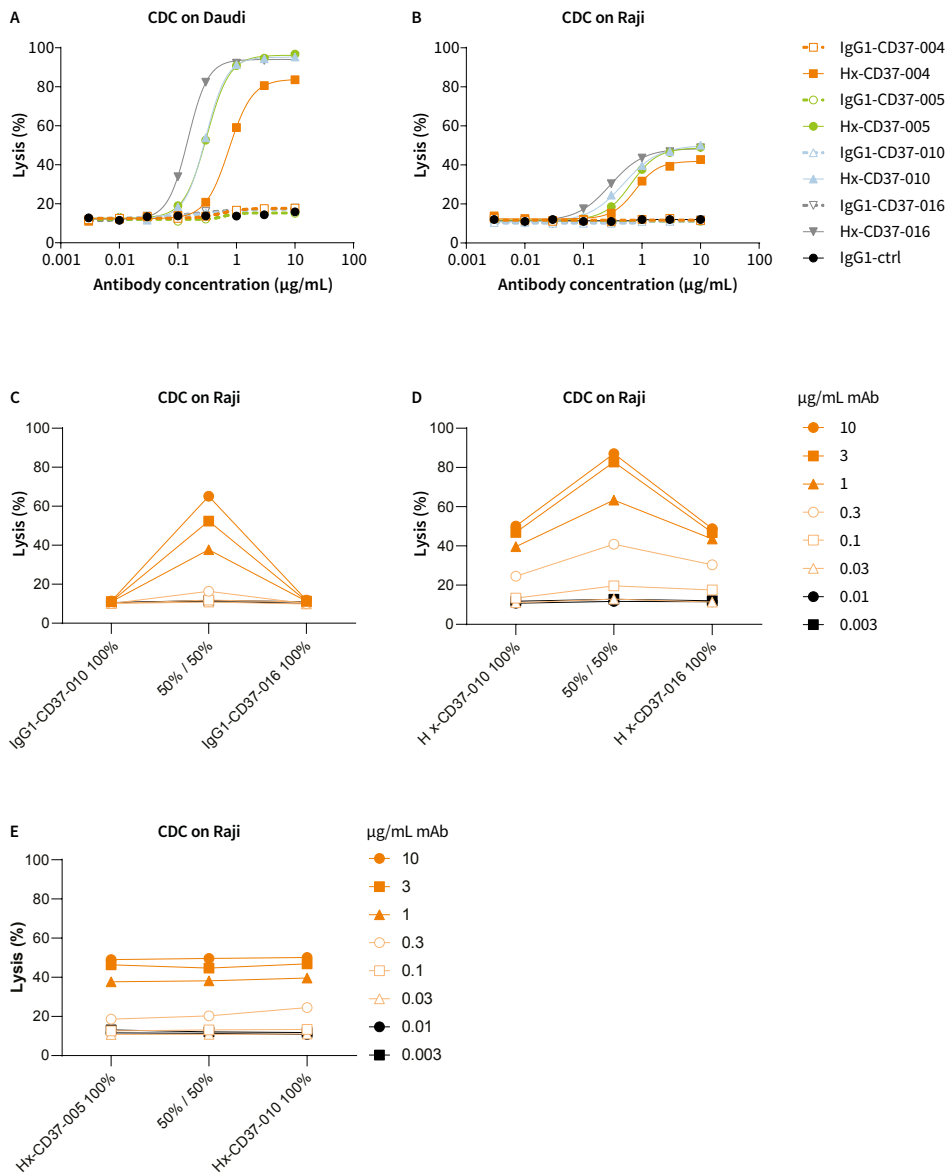 A
CDC on Daudi
100
80
60
40
20
0
Lysis (%)
0.001 0.01 0.1 1 10 100
Antibody concentration (µg/mL)
B
CDC on Raji
100
80
60
40
20
0
Lysis (%)
0.001 0.01 0.1 1 10 100
Antibody concentration (µg/mL)
IgG1-CD37-004
Hx-CD37-004
IgG1-CD37-005
Hx-CD37-005
IgG1-CD37-010
Hx-CD37-010
IgG1-CD37-016
Hx-CD37-016
IgG1-ctrl
C
CDC on Raji
100
80
60
40
20
0
Lysis (%)
IgG1-CD37-010 100%
50% / 50%
IgG1-CD37-016 100%
D
CDC on Raji
100
80
60
40
20
0
Lysis (%)
H x-CD37-010 100%
50% / 50%
H x-CD37-016 100%
µg/mL mAb
10
3
1
0.3
0.1
0.03
0.01
0.003
E
CDC on Raji
100
80
60
40
20
0
Lysis (%)
Hx-CD37-005 100%
50% / 50%
Hx-CD37-010 100%
µg/mL mAb
10
3
1
0.3
0.1
0.03
0.01
0.003